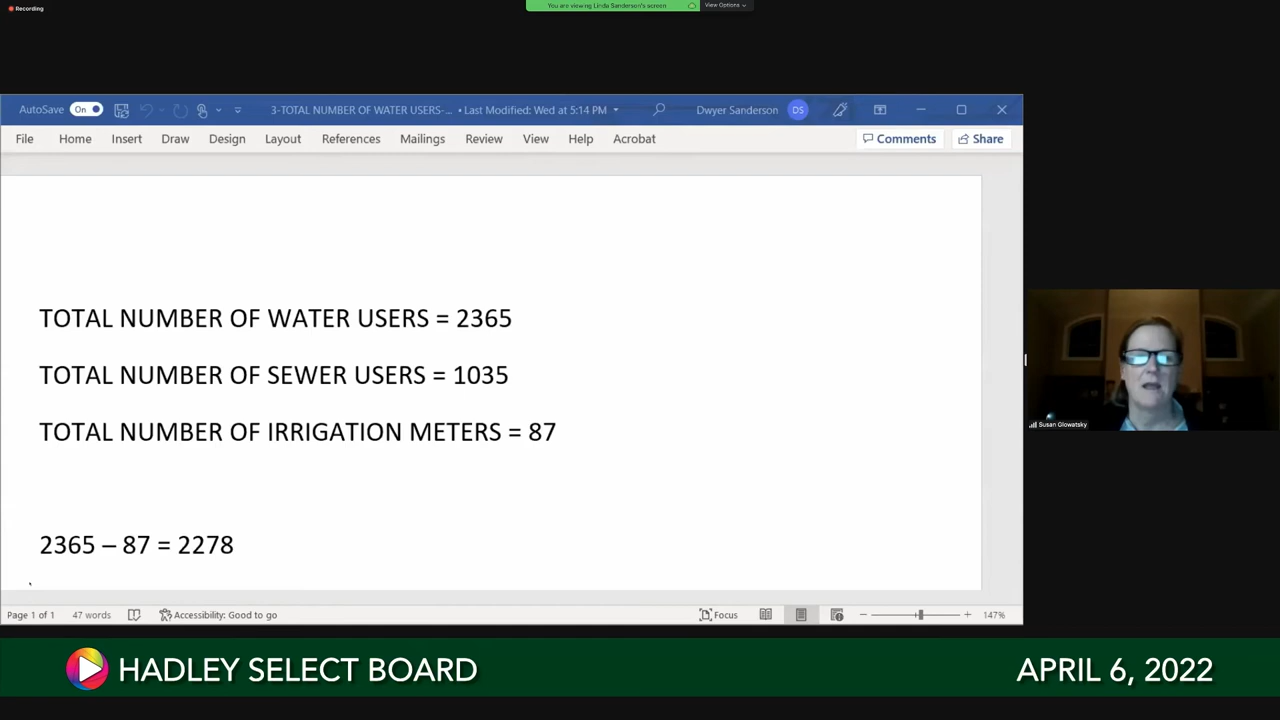 Recording
You are viewing Linda Sanderson's screen
View Options
AutoSave On
3-TOTAL NUMBER OF WATER USERS-... • Last Modified: Wed at 5:14 PM
Dwyer Sanderson DS
File Home Insert Draw Design Layout References Mailings Review View Help Acrobat
Comments Share
TOTAL NUMBER OF WATER USERS = 2365
TOTAL NUMBER OF SEWER USERS = 1035
TOTAL NUMBER OF IRRIGATION METERS = 87
2365 – 87 = 2278
Susan Glowatsky
Page 1 of 1 47 words Accessibility: Good to go Focus 147%
HADLEY SELECT BOARD APRIL 6, 2022